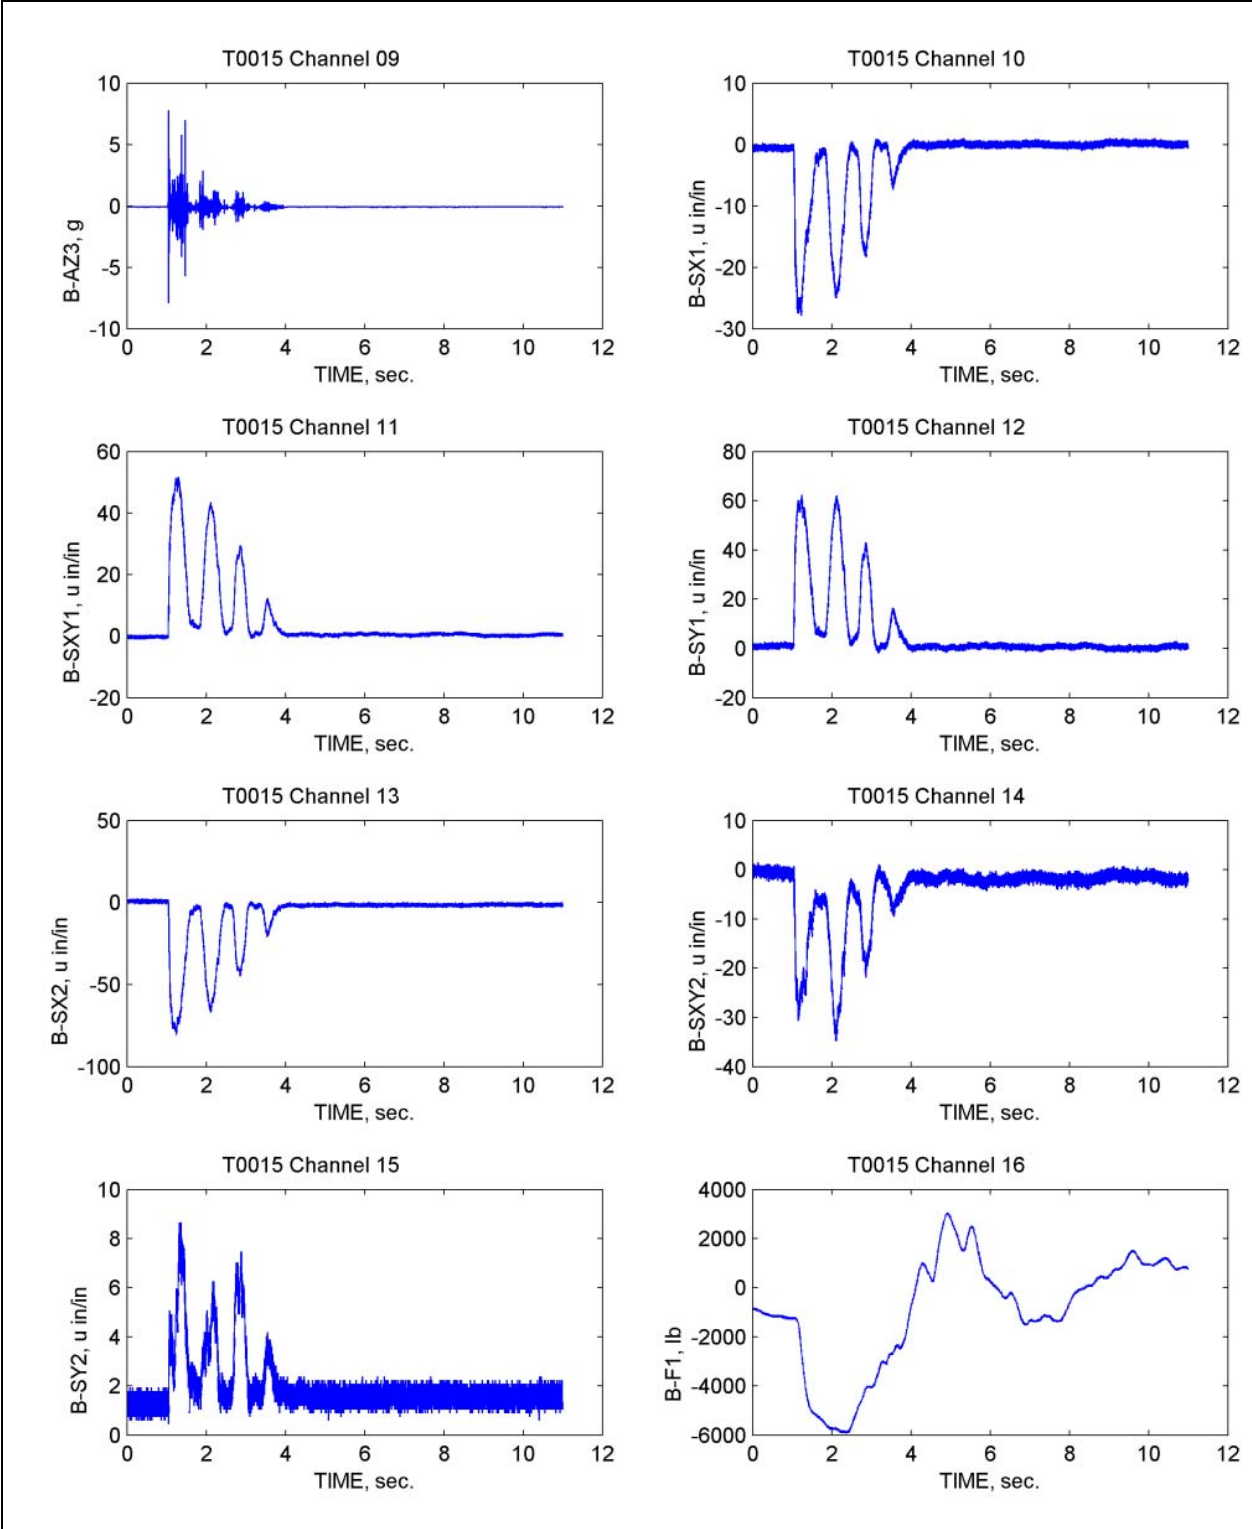 T0015 Channel 09
10
5
0
-5
-10
B-AZ3, g
0 2 4 6 8 10 12
TIME, sec.
T0015 Channel 10
10
0
-10
-20
-30
B-SX1, u in/in
0 2 4 6 8 10 12
TIME, sec.
T0015 Channel 11
60
40
20
0
-20
B-SXY1, u in/in
0 2 4 6 8 10 12
TIME, sec.
T0015 Channel 12
80
60
40
20
0
-20
B-SY1, u in/in
0 2 4 6 8 10 12
TIME, sec.
T0015 Channel 13
50
0
-50
-100
B-SX2, u in/in
0 2 4 6 8 10 12
TIME, sec.
T0015 Channel 14
10
0
-10
-20
-30
-40
B-SXY2, u in/in
0 2 4 6 8 10 12
TIME, sec.
T0015 Channel 15
10
8
6
4
2
0
B-SY2, u in/in
0 2 4 6 8 10 12
TIME, sec.
T0015 Channel 16
4000
2000
0
-2000
-4000
-6000
B-F1, lb
0 2 4 6 8 10 12
TIME, sec.